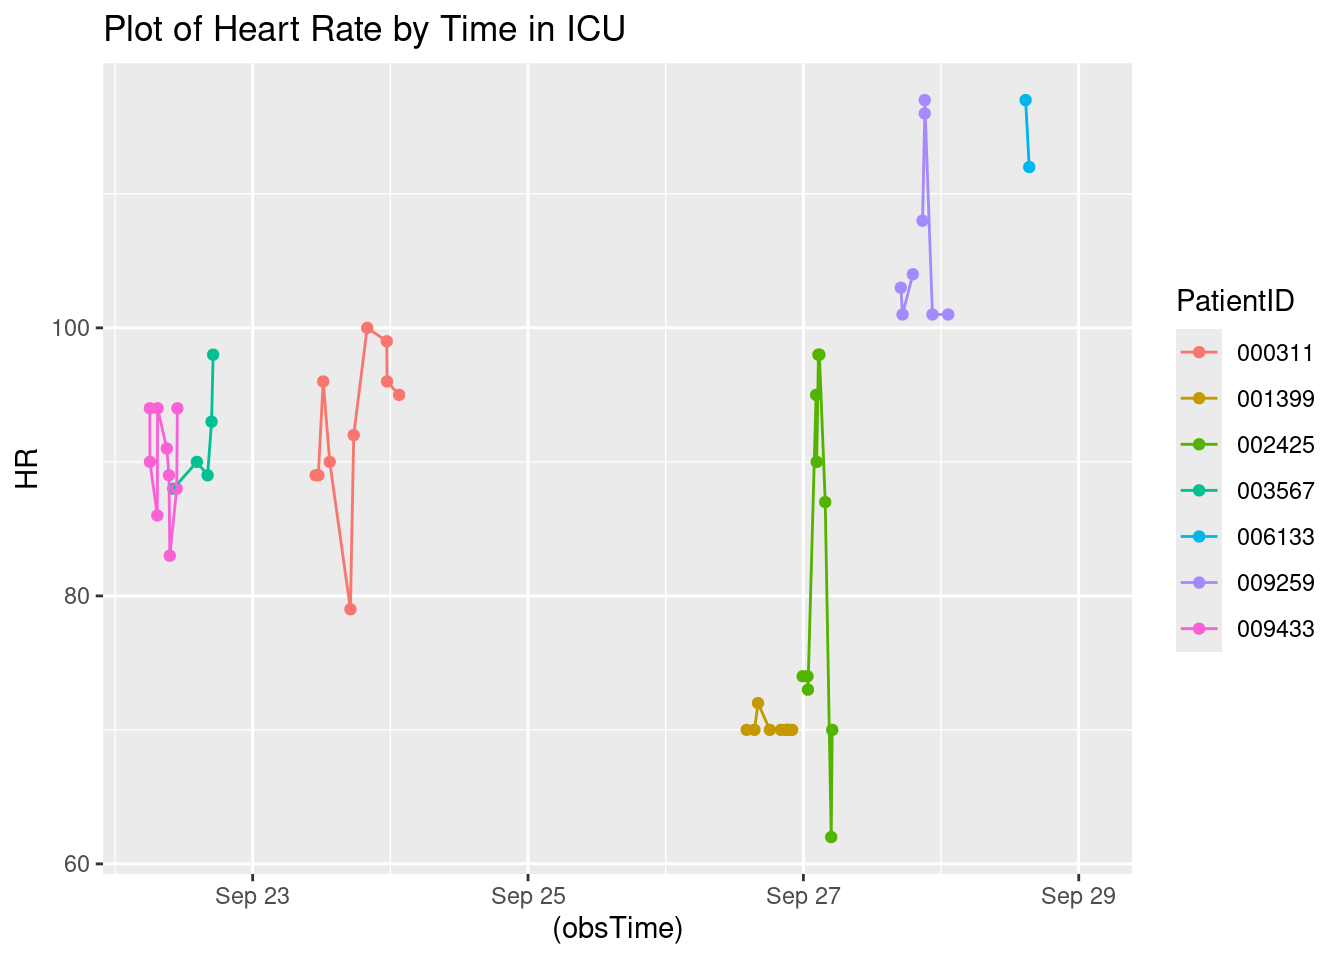 Plot of Heart Rate by Time in ICU
HR
100
80
60
Sep 23
Sep 25
Sep 27
Sep 29
(obsTime)
PatientID
000311
001399
002425
003567
006133
009259
009433